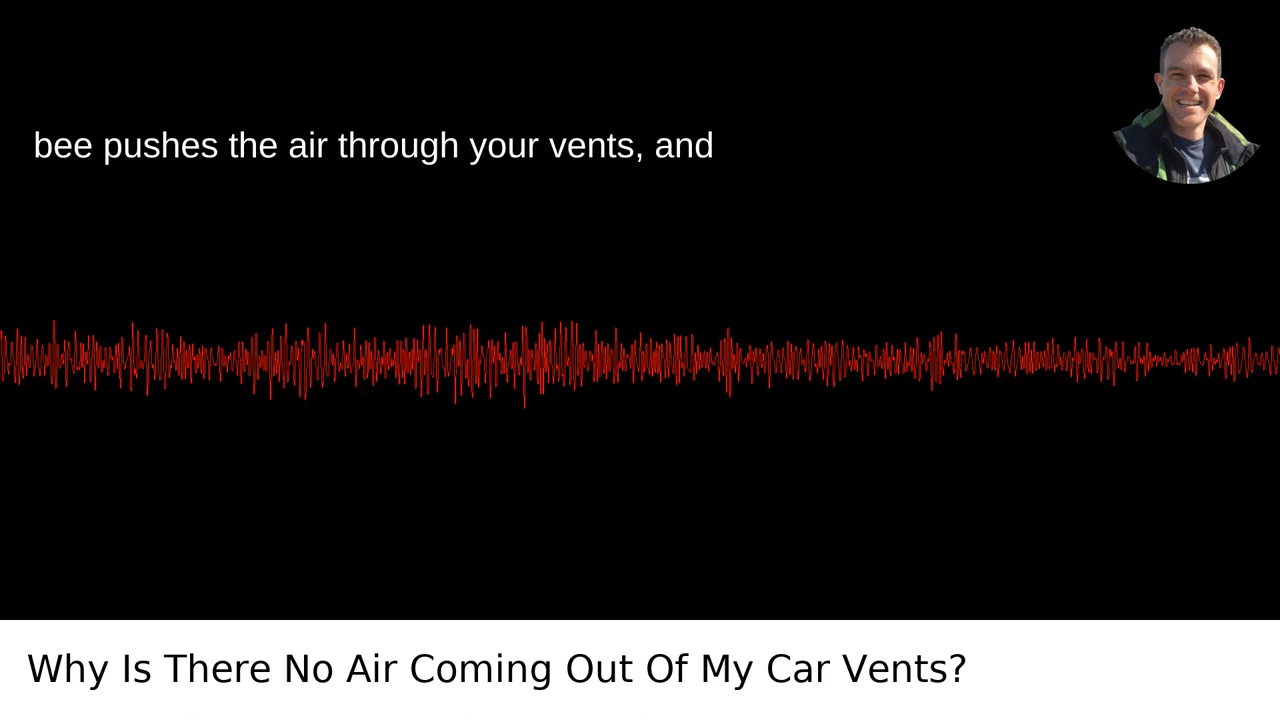 bee pushes the air through your vents, and
Why Is There No Air Coming Out Of My Car Vents?